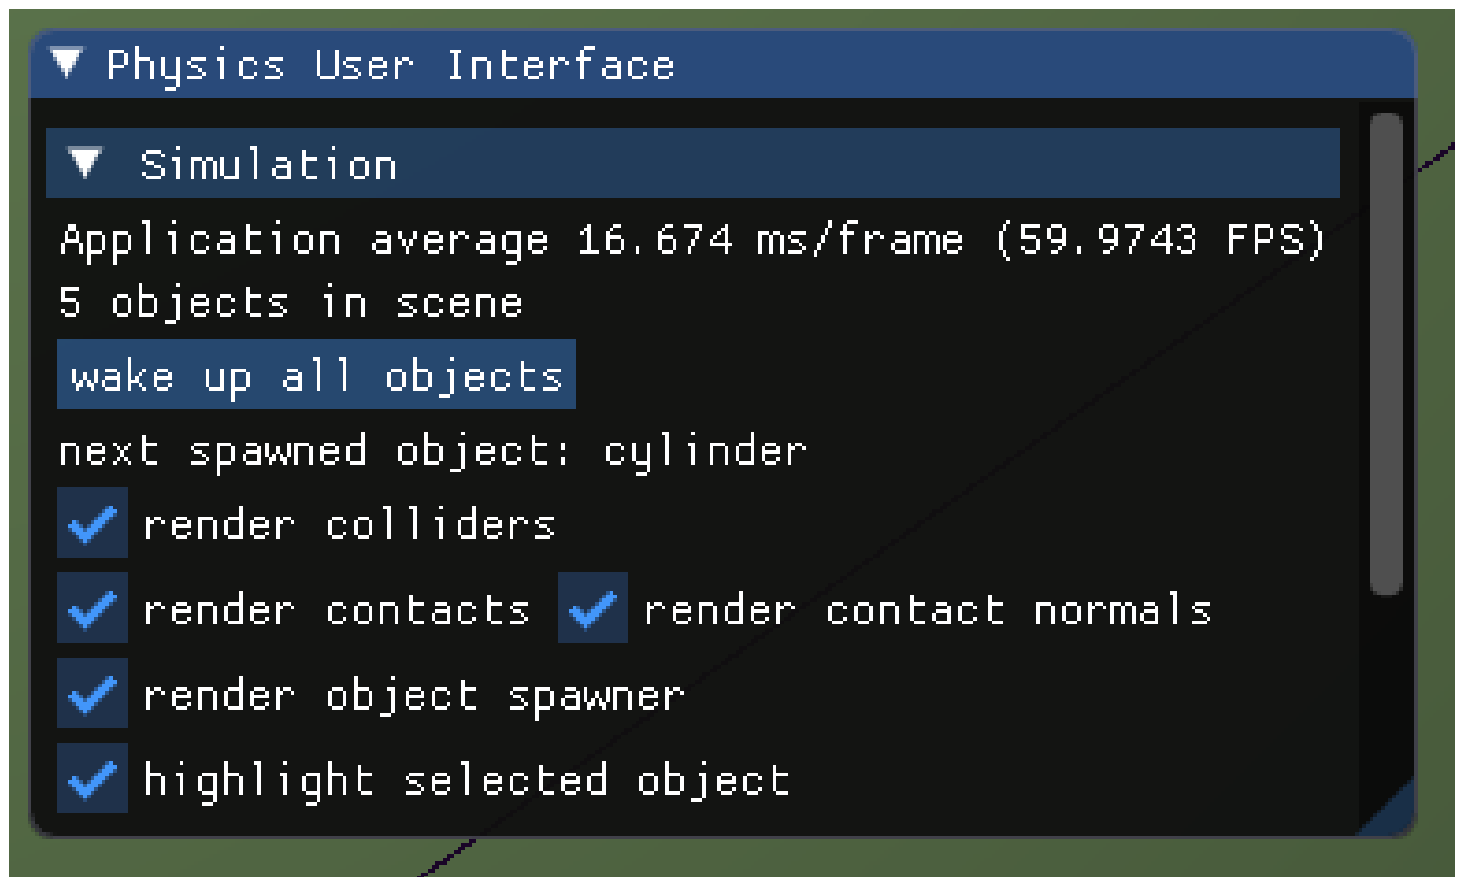 Physics User Interface
Simulation
Application average 16.674 ms/frame (59.9743 FPS)
5 objects in scene
wake up all objects
next spawned object: cylinder
render colliders
render contacts render contact normals
render object spawner
highlight selected object